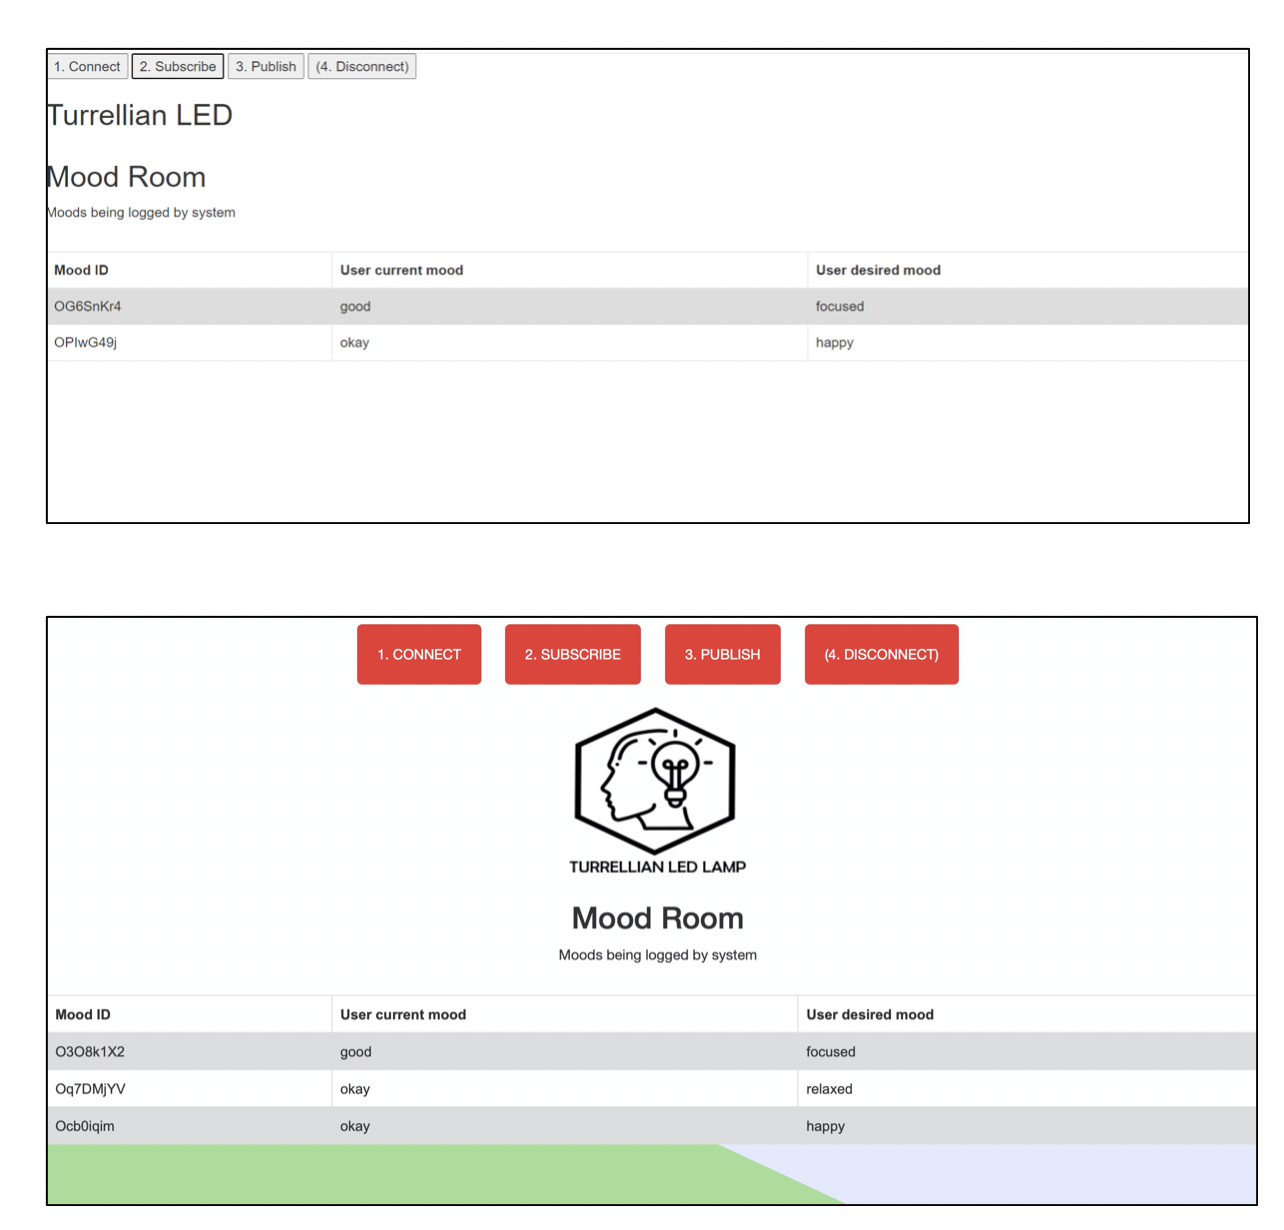 1. Connect 2. Subscribe 3. Publish (4. Disconnect)
Turrellian LED
Mood Room
Moods being logged by system
Mood ID User current mood User desired mood
OG6SnKr4 good focused
OPIwG49j okay happy
1. CONNECT 2. SUBSCRIBE 3. PUBLISH (4. DISCONNECT)
TURRELLIAN LED LAMP
Mood Room
Moods being logged by system
Mood ID User current mood User desired mood
O3O8k1X2 good focused
Oq7DMjYV okay relaxed
Ocb0iqim okay happy